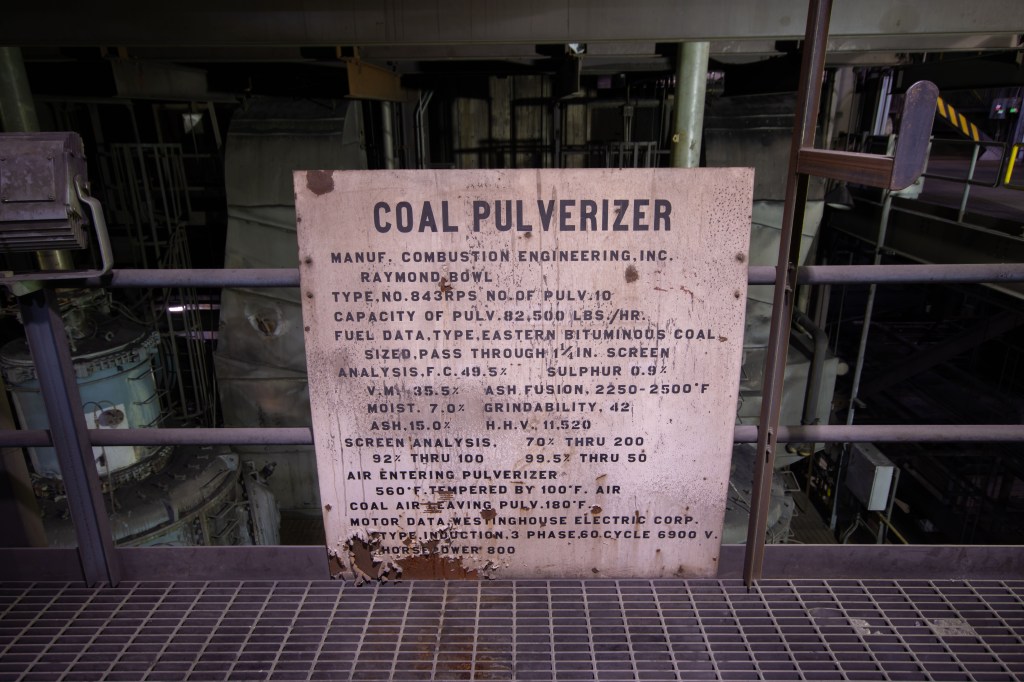 COAL PULVERIZER
MANUF. COMBUSTION ENGINEERING, INC.
RAYMOND BOWL
TYPE, NO. 843RPS NO. OF PULV. 10
CAPACITY OF PULV. 82,500 LBS./HR.
FUEL DATA, TYPE, EASTERN BITUMINOUS COAL,
SIZED, PASS THROUGH 1¼ IN. SCREEN
ANALYSIS, F.C. 49.5% SULPHUR 0.9%
V.M. 35.5% ASH, FUSION, 2250-2500°F
MOIST. 7.0% GRINDABILITY, 42
ASH, 15.0% H.H.V. 11,520
SCREEN ANALYSIS, 70% THRU 200
92% THRU 100 99.5% THRU 50
AIR ENTERING PULVERIZER
560°F, TEMPERED BY 100°F. AIR
COAL AIR LEAVING PULV. 180°F.
MOTOR DATA, WESTINGHOUSE ELECTRIC CORP.
TYPE, INDUCTION, 3 PHASE, 60 CYCLE 6900 V.
HORSEPOWER 800